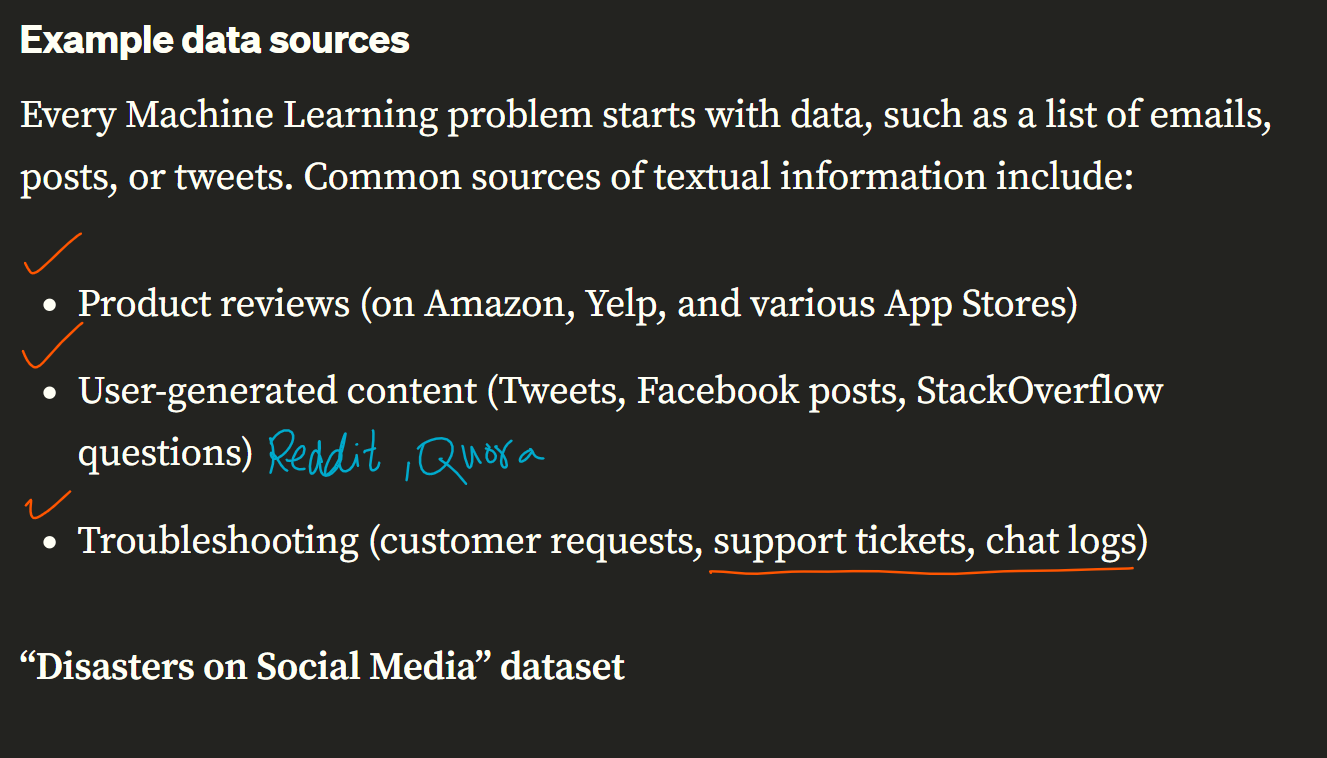 Example data sources
Every Machine Learning problem starts with data, such as a list of emails,
posts, or tweets. Common sources of textual information include:
• Product reviews (on Amazon, Yelp, and various App Stores)
• User-generated content (Tweets, Facebook posts, StackOverflow
questions) Reddit, Quora
• Troubleshooting (customer requests, support tickets, chat logs)
“Disasters on Social Media” dataset